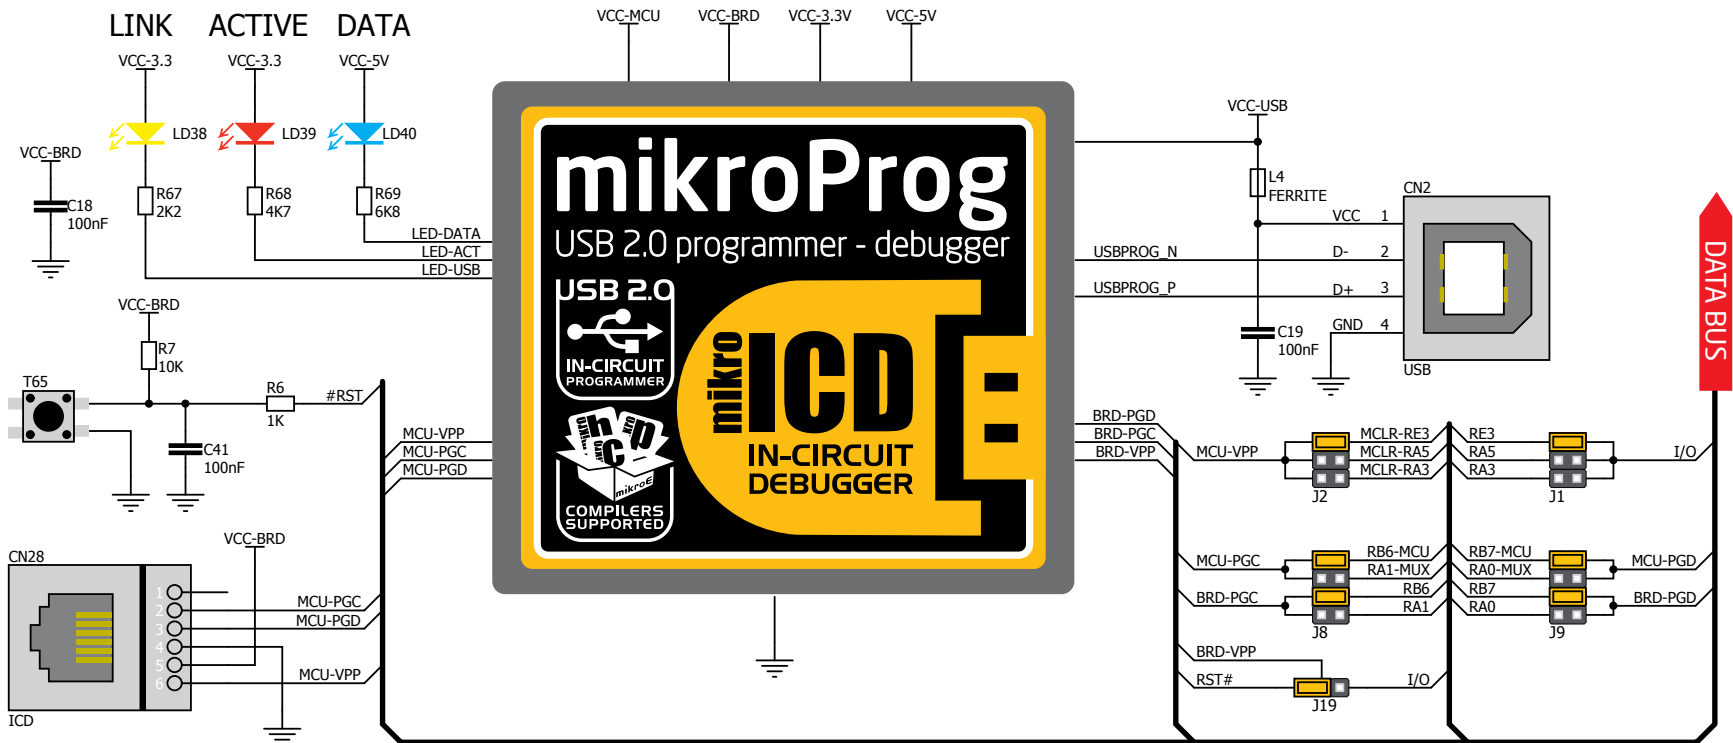 LINK ACTIVE DATA
VCC-3.3 VCC-3.3 VCC-5V
VCC-MCU VCC-BRD VCC-3.3V VCC-5V
LD38 LD39 LD40
VCC-BRD
C18
100nF
R67
2K2
R68
4K7
R69
6K8
LED-DATA
LED-ACT
LED-USB
VCC-BRD
R7
10K
T65
R6
1K
#RST
C41
100nF
MCU-VPP
MCU-PGC
MCU-PGD
CN28
VCC-BRD
1
2
3
4
5
6
MCU-PGC
MCU-PGD
MCU-VPP
ICD
mikroProg
USB 2.0 programmer - debugger
USB 2.0
IN-CIRCUIT
PROGRAMMER
mikroE
COMPILERS
SUPPORTED
mikro
ICD
IN-CIRCUIT
DEBUGGER
VCC-USB
L4
FERRITE
CN2
VCC 1
USBPROG_N D- 2
USBPROG_P D+ 3
GND 4
C19
100nF
USB
DATA BUS
BRD-PGD
BRD-PGC
BRD-VPP
MCU-VPP
MCLR-RE3
MCLR-RA5
MCLR-RA3
J2
RE3
RA5
RA3
J1
I/O
MCU-PGC
RB6-MCU
RA1-MUX
BRD-PGC
RB6
RA1
J8
RB7-MCU
RA0-MUX
MCU-PGD
RB7
RA0
BRD-PGD
J9
BRD-VPP
RST#
I/O
J19